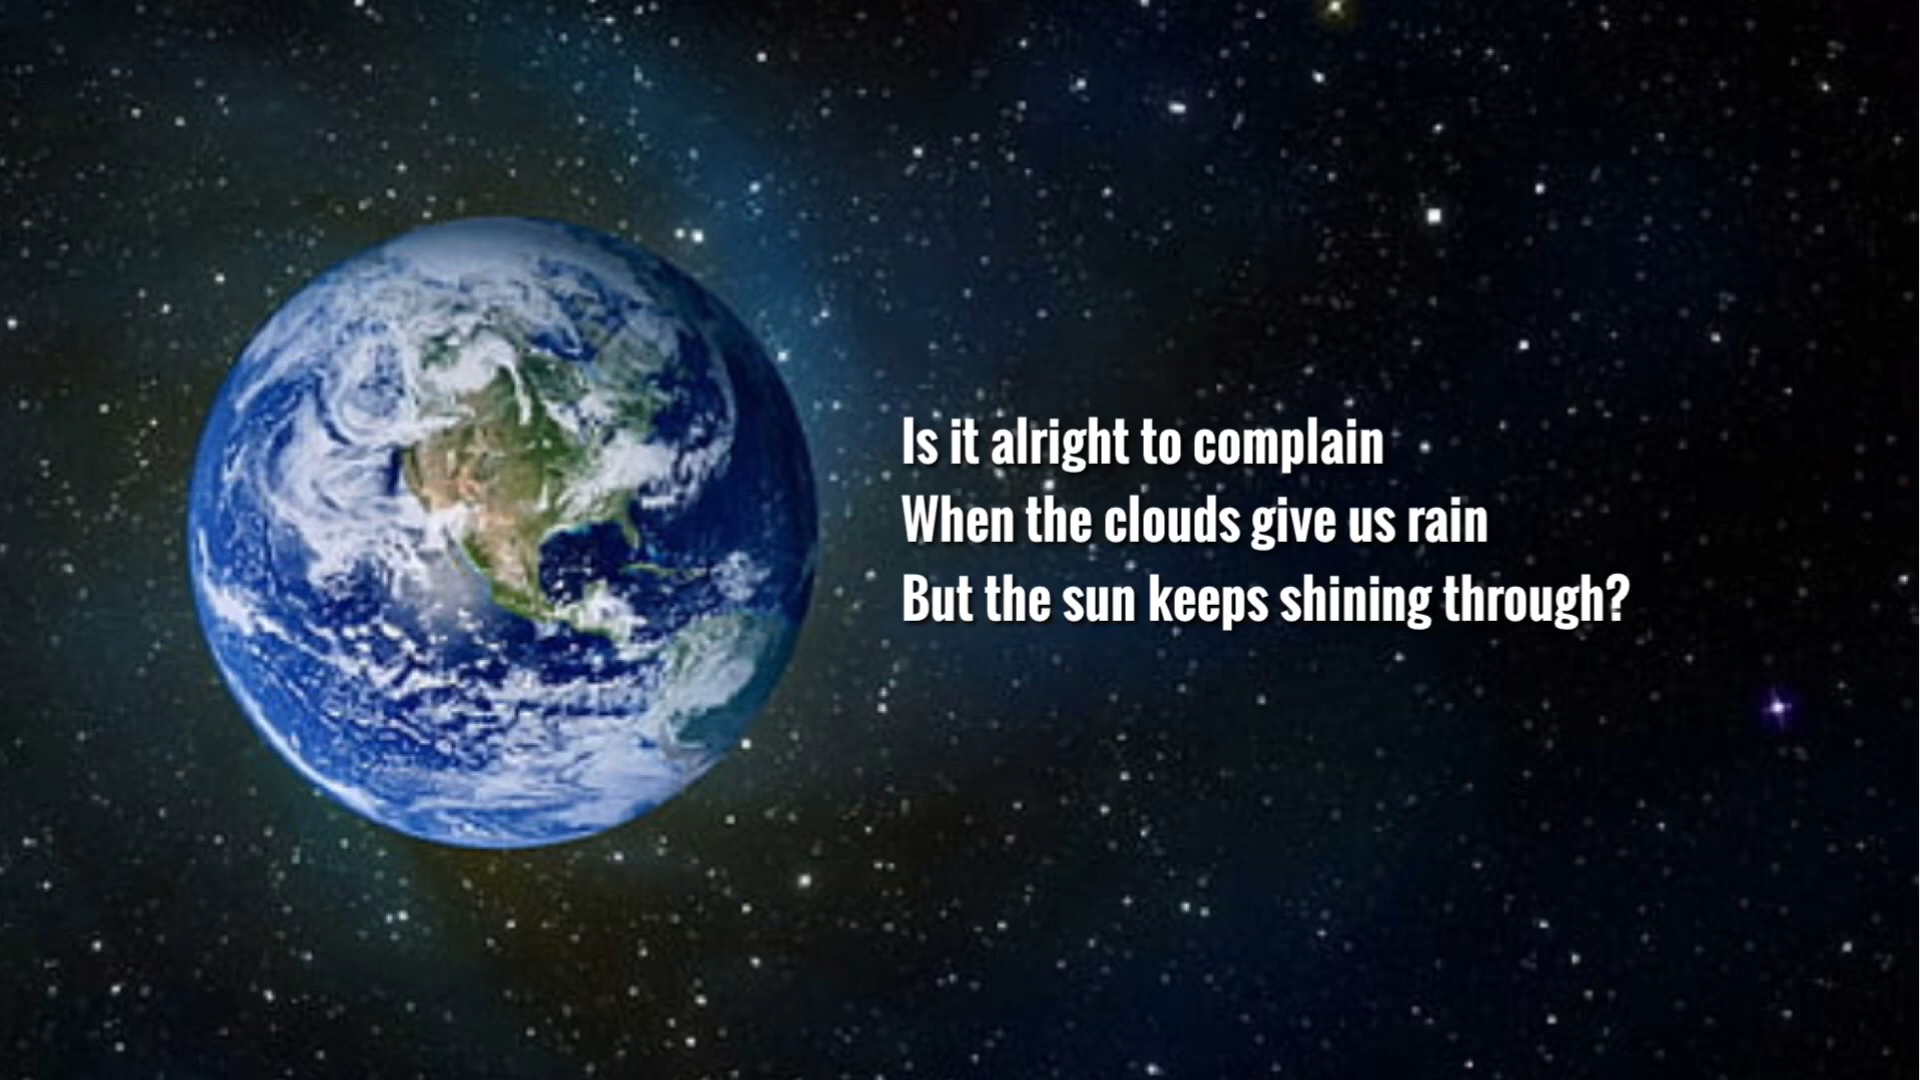 Is it alright to complain
When the clouds give us rain
But the sun keeps shining through?